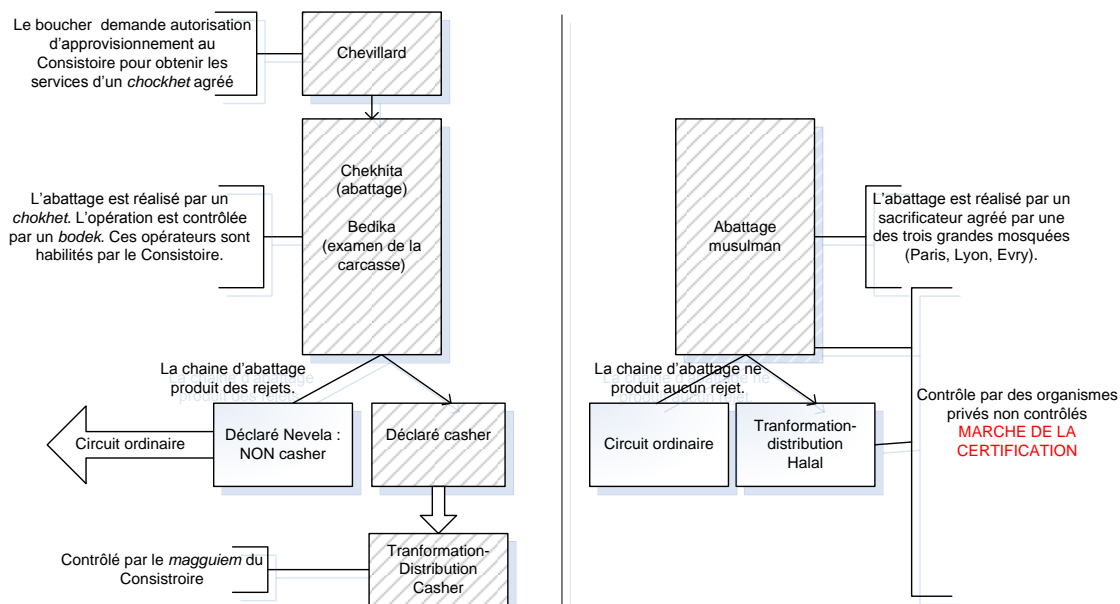 Le boucher demande autorisation
d'approvisionnement au
Consistoire pour obtenir les
services d'un chockhet agréé
Chevillard
Chekhita
(abattage)
Bedika
(examen de la
carcasse)
L'abattage est réalisé par un
chokhet. L'opération est contrôlée
par un bodek. Ces opérateurs sont
habilités par le Consistoire.
La chaine d'abattage
produit des rejets.
Circuit ordinaire
Déclaré Nevela :
NON casher
Déclaré casher
Contrôlé par le magguiem du
Consistroire
Tranformation-
Distribution
Casher
Abattage
musulman
L'abattage est réalisé par un
sacrificateur agréé par une
des trois grandes mosquées
(Paris, Lyon, Evry).
La chaine d'abattage ne
produit aucun rejet.
Circuit ordinaire
Tranformation-
distribution
Halal
Contrôle par des organismes
privés non contrôlés
MARCHE DE LA
CERTIFICATION